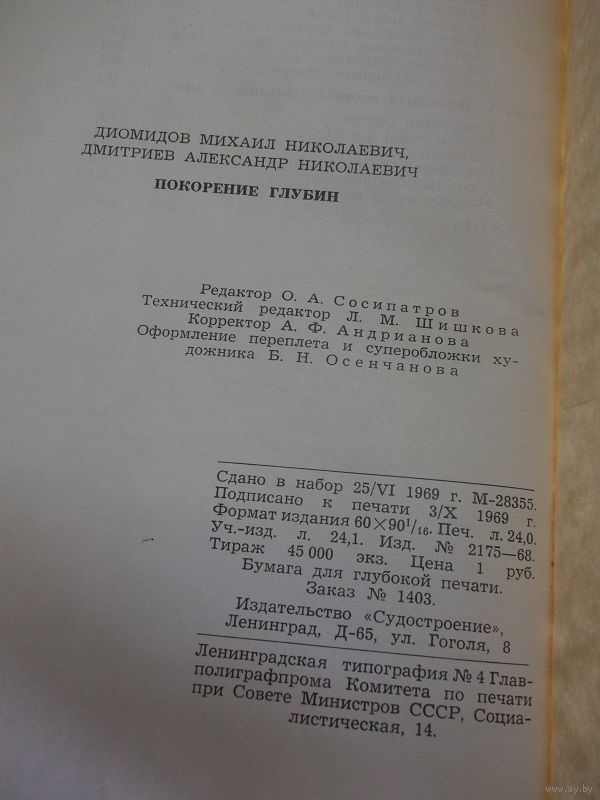 ДИОМИДОВ МИХАИЛ НИКОЛАЕВИЧ,
ДМИТРИЕВ АЛЕКСАНДР НИКОЛАЕВИЧ
ПОКОРЕНИЕ ГЛУБИН
Редактор О. А. Сосипатров
Технический редактор Л. М. Шишкова
Корректор А. Ф. Андрианова
Оформление переплета и суперобложки ху-
дожника Б. Н. Осенчанова
Сдано в набор 25/VI 1969 г. М-28355.
Подписано к печати 3/X 1969 г.
Формат издания 60×90¹/₁₆. Печ. л. 24,0.
Уч.-изд. л. 24,1. Изд. № 2175—68.
Тираж 45 000 экз. Цена 1 руб.
Бумага для глубокой печати.
Заказ № 1403.
Издательство «Судостроение»,
Ленинград, Д-65, ул. Гоголя, 8
Ленинградская типография № 4 Глав-
полиграфпрома Комитета по печати
при Совете Министров СССР, Социа-
листическая, 14.
www.ay.by